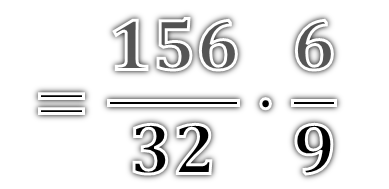 = 156/32 · 6/9